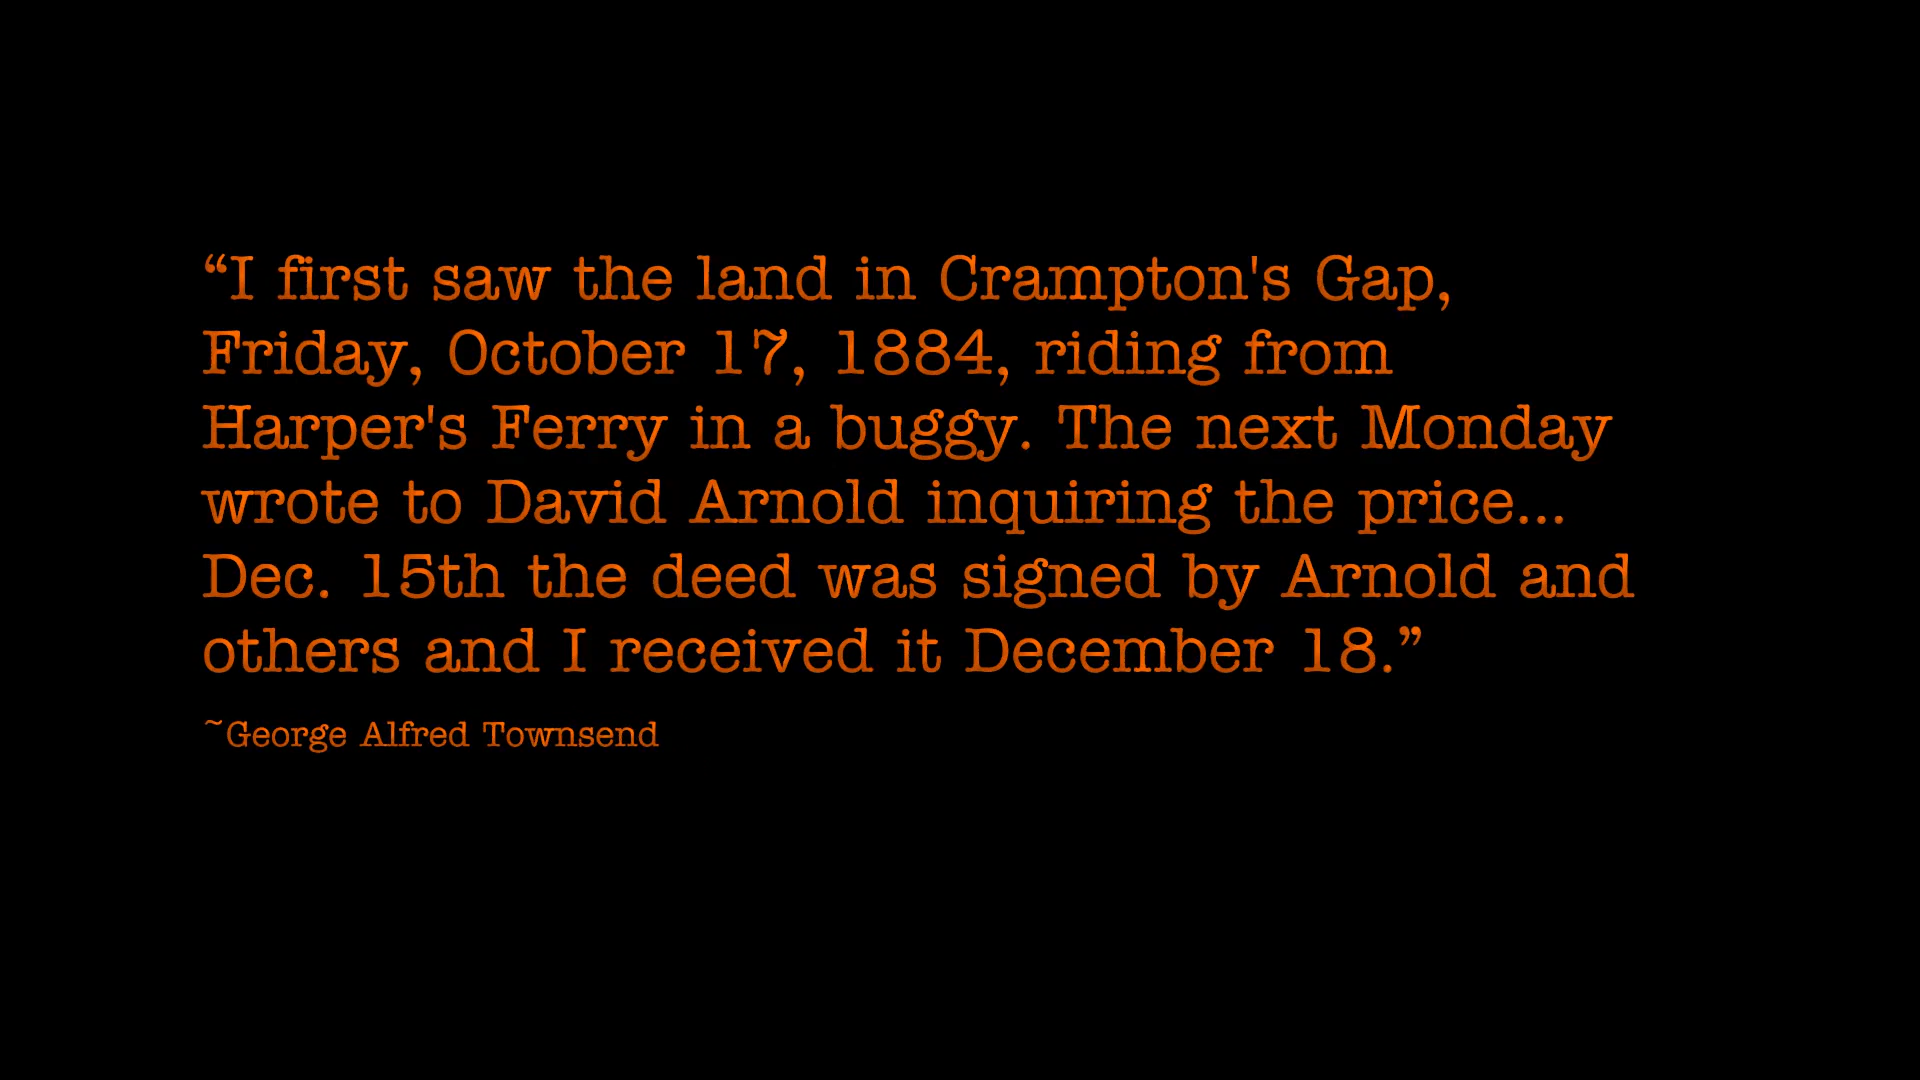 “I first saw the land in Crampton's Gap,
Friday, October 17, 1884, riding from
Harper's Ferry in a buggy. The next Monday
wrote to David Arnold inquiring the price...
Dec. 15th the deed was signed by Arnold and
others and I received it December 18.”
~George Alfred Townsend